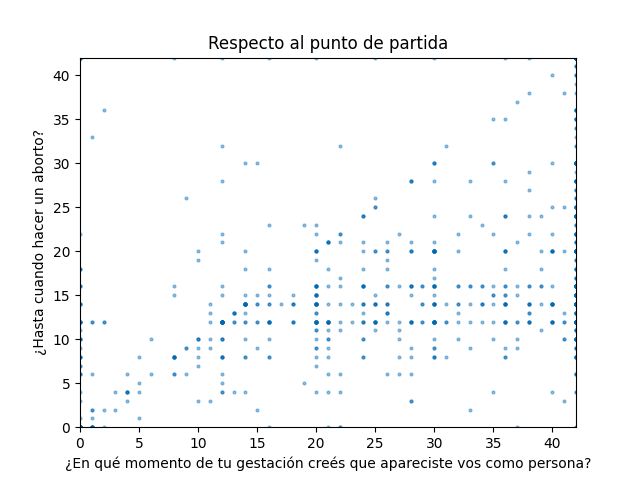 Respecto al punto de partida
¿Hasta cuando hacer un aborto?
40
35
30
25
20
15
10
5
0
0 5 10 15 20 25 30 35 40
¿En qué momento de tu gestación creés que apareciste vos como persona?